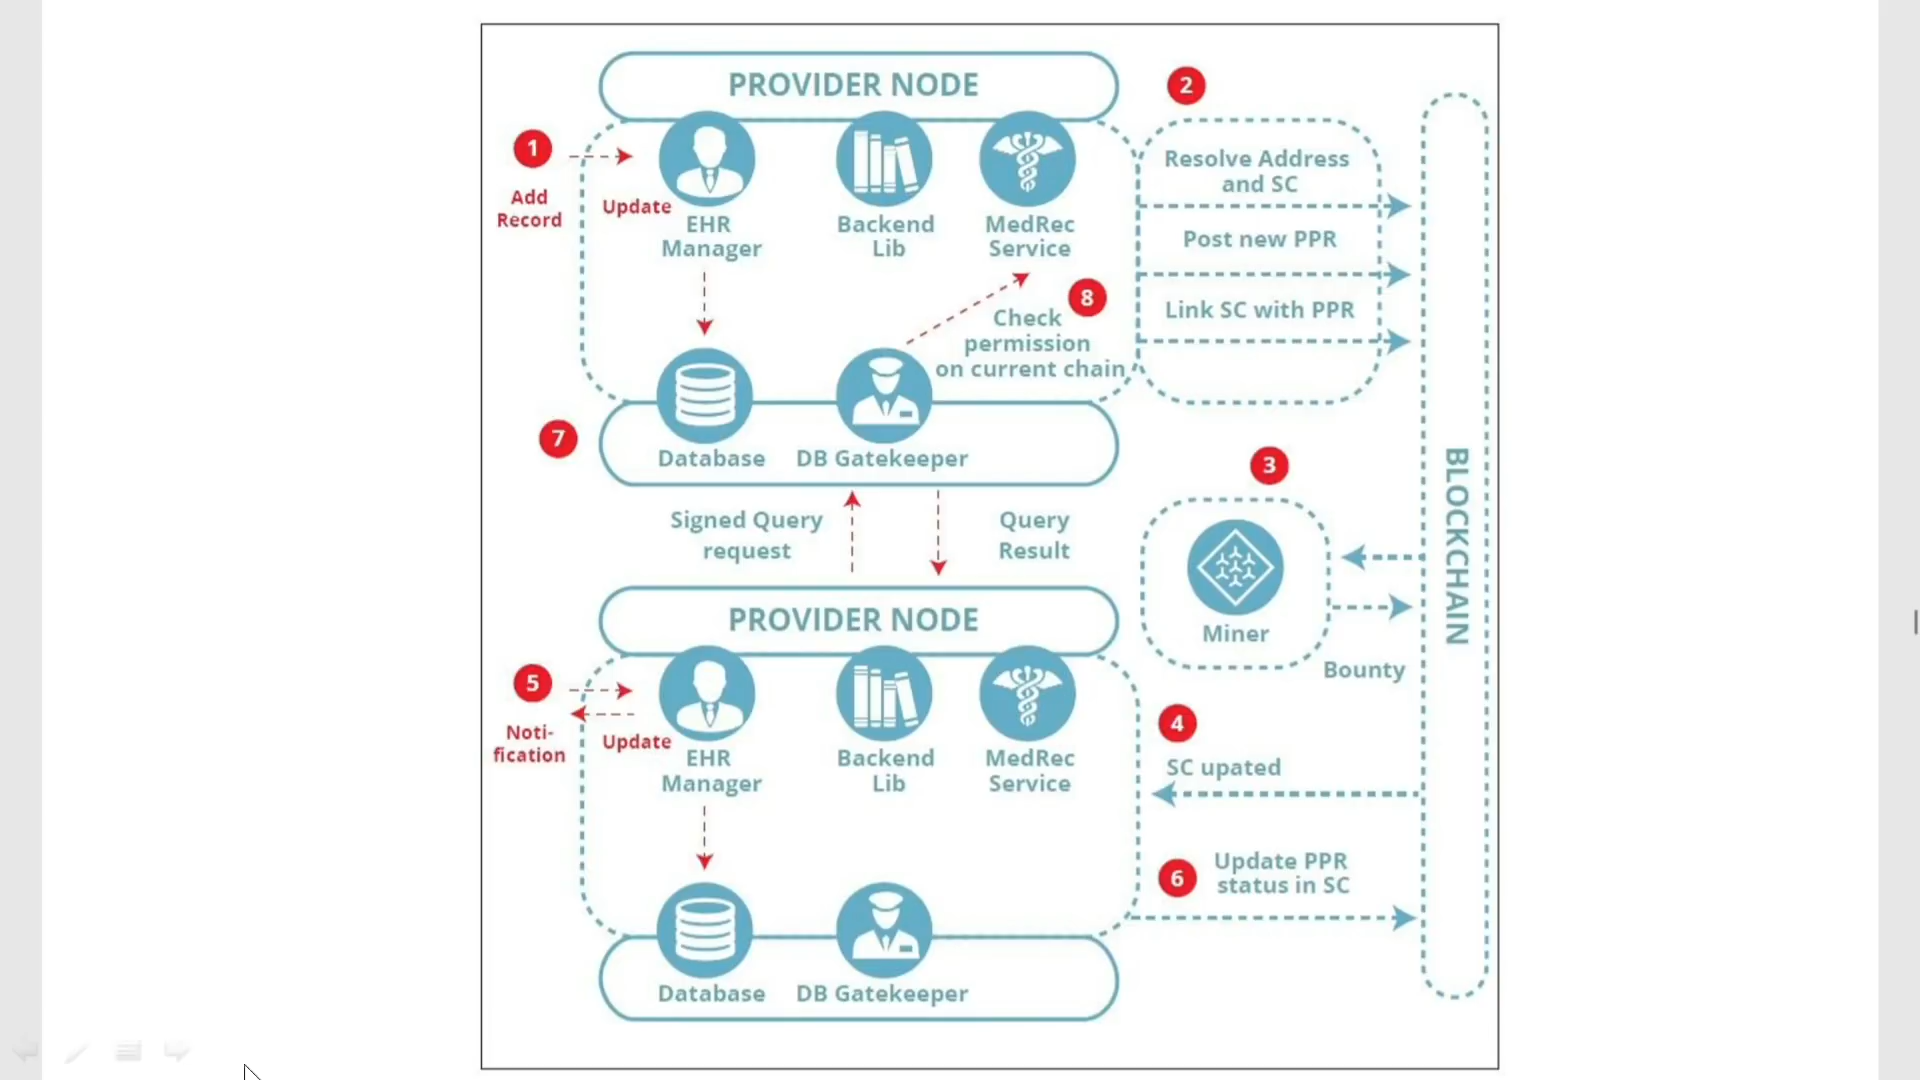 PROVIDER NODE
2
1
Add
Record
Update
EHR
Manager
Backend
Lib
MedRec
Service
Resolve Address
and SC
Post new PPR
Link SC with PPR
8
Check
permission
on current chain
7
Database
DB Gatekeeper
3
Miner
Bounty
BLOCKCHAIN
Signed Query
request
Query
Result
PROVIDER NODE
5
Noti-
fication
Update
EHR
Manager
Backend
Lib
MedRec
Service
4
SC upated
6
Update PPR
status in SC
Database
DB Gatekeeper